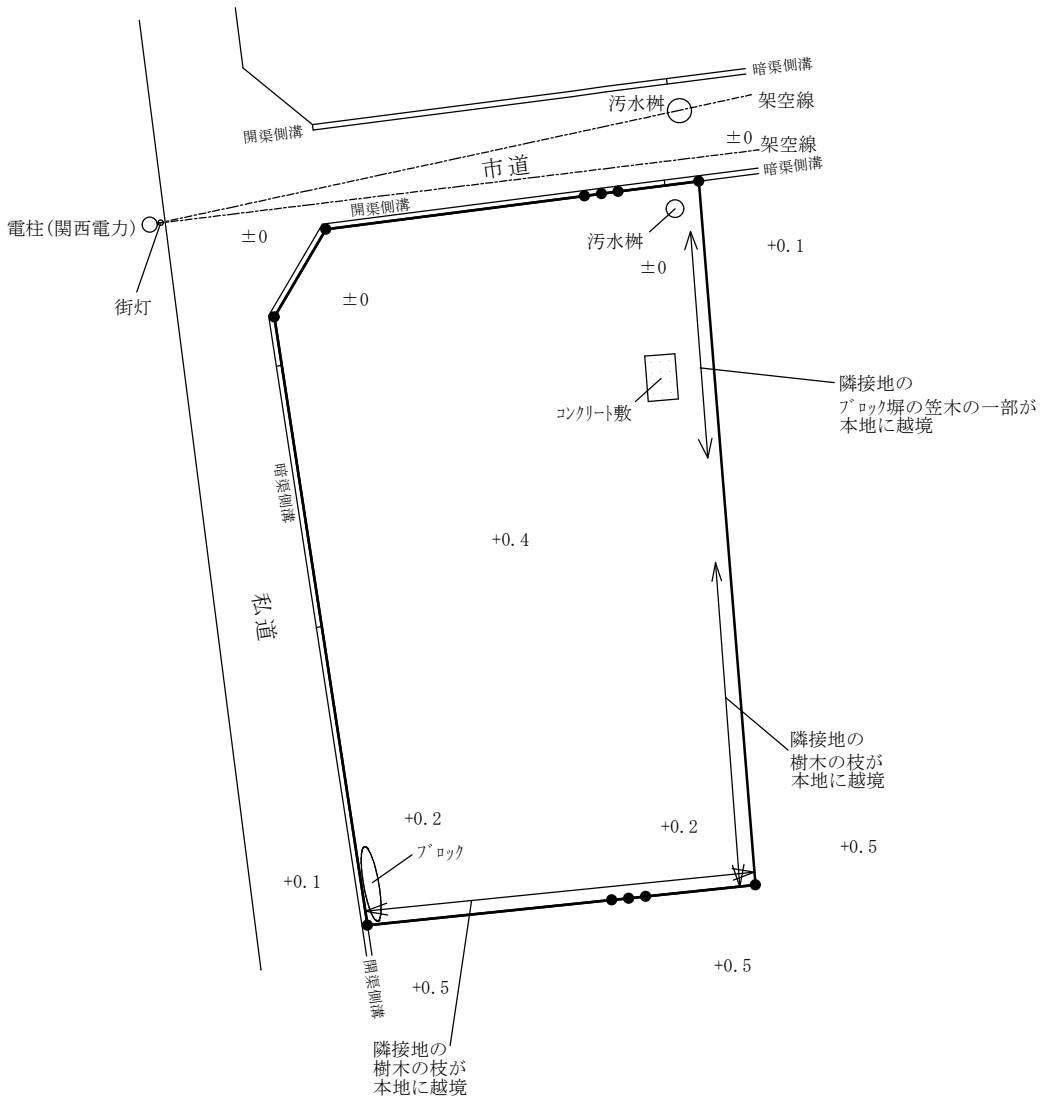 暗渠側溝
汚水桝
架空線
開渠側溝
±0
架空線
市道
暗渠側溝
開渠側溝
電柱(関西電力)
±0
汚水桝
+0.1
±0
±0
街灯
隣接地の
ブロック塀の笠木の一部が
本地に越境
コンクリート敷
暗渠側溝
+0.4
私道
隣接地の
樹木の枝が
本地に越境
+0.2
+0.2
+0.5
ブロック
+0.1
+0.5
+0.5
開渠側溝
隣接地の
樹木の枝が
本地に越境